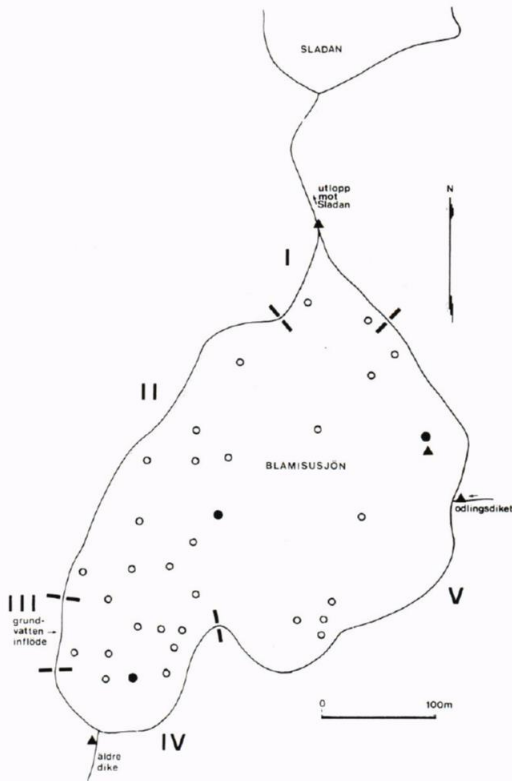 SLADAN
utlopp
mot
Sladan
N
I
II
BLAMISUSJÖN
odlingsdiket
III
grund-
vatten
inflöde
V
0 100m
IV
äldre
dike